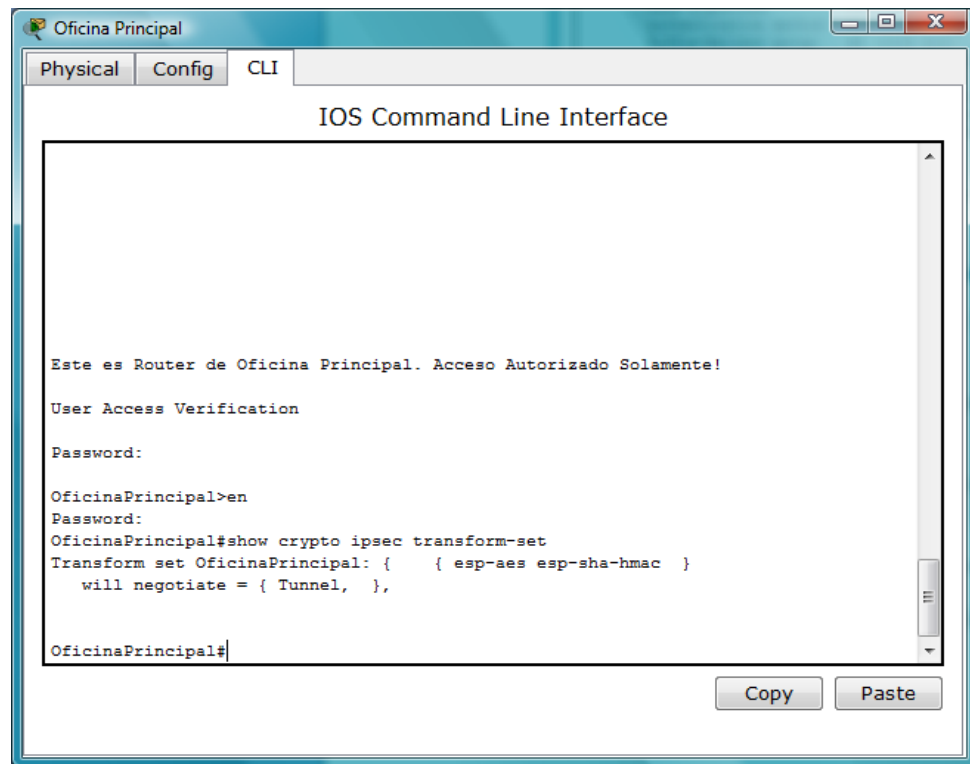 Oficina Principal
Physical Config CLI
IOS Command Line Interface
Este es Router de Oficina Principal. Acceso Autorizado Solamente!
User Access Verification
Password:
OficinaPrincipal>en
Password:
OficinaPrincipal#show crypto ipsec transform-set
Transform set OficinaPrincipal: {    { esp-aes esp-sha-hmac  }
   will negotiate = { Tunnel,  },
OficinaPrincipal#
Copy Paste